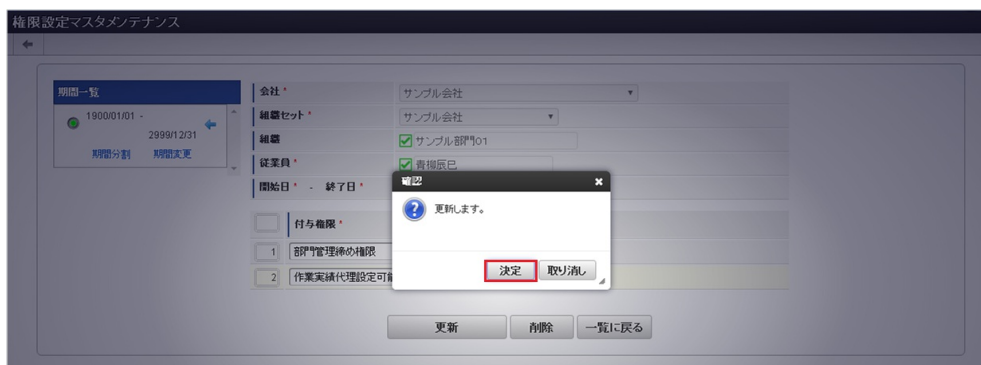 権限設定マスタメンテナンス
期間一覧
1900/01/01 -
2999/12/31
期間分割 期間変更
会社 * サンプル会社
組織セット * サンプル会社
組織 サンプル部門01
従業員 * 青柳辰巳
開始日 * - 終了日 *
付与権限 *
1 部門管理締め権限
2 作業実績代理設定可
確認
更新します。
決定 取り消し
更新 削除 一覧に戻る